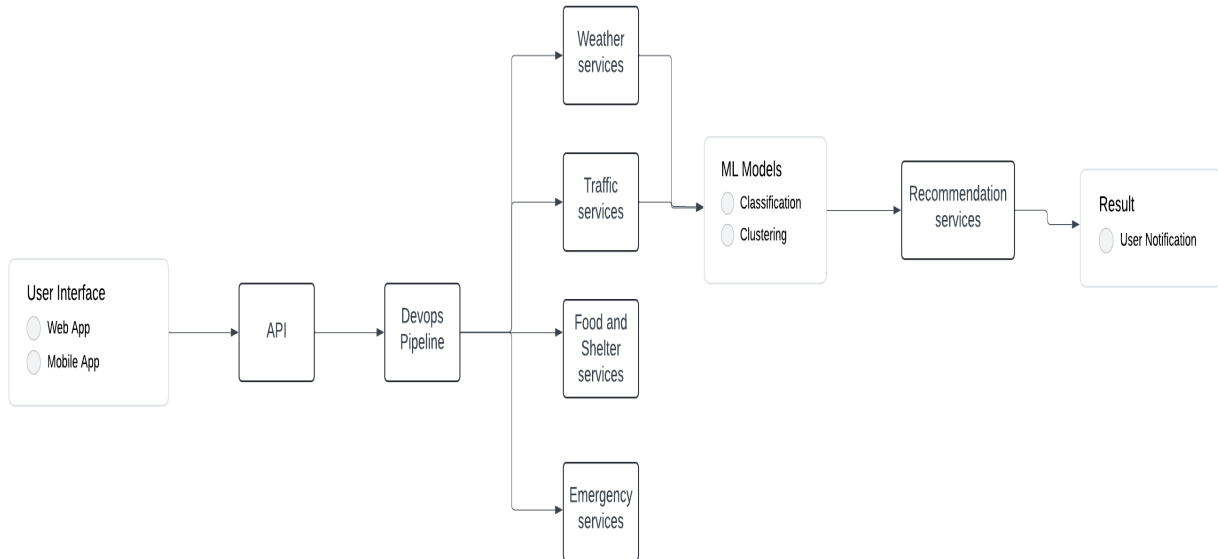 User Interface
Web App
Mobile App
API
Devops
Pipeline
Weather
services
Traffic
services
Food and
Shelter
services
Emergency
services
ML Models
Classification
Clustering
Recommendation
services
Result
User Notification